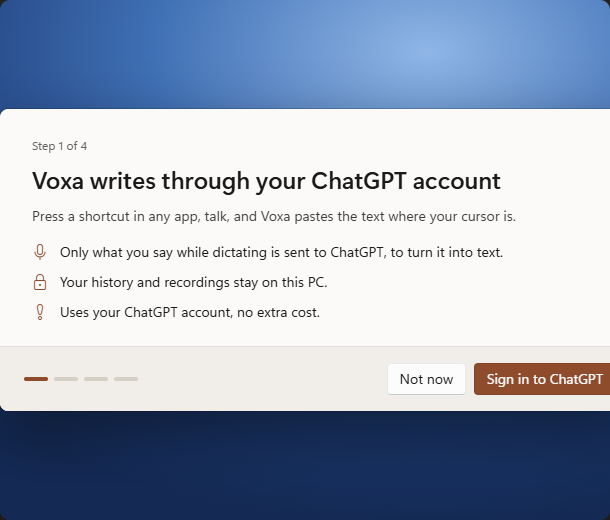 Step 1 of 4
Voxa writes through your ChatGPT account
Press a shortcut in any app, talk, and Voxa pastes the text where your cursor is.
Only what you say while dictating is sent to ChatGPT, to turn it into text.
Your history and recordings stay on this PC.
Uses your ChatGPT account, no extra cost.
Not now
Sign in to ChatGPT